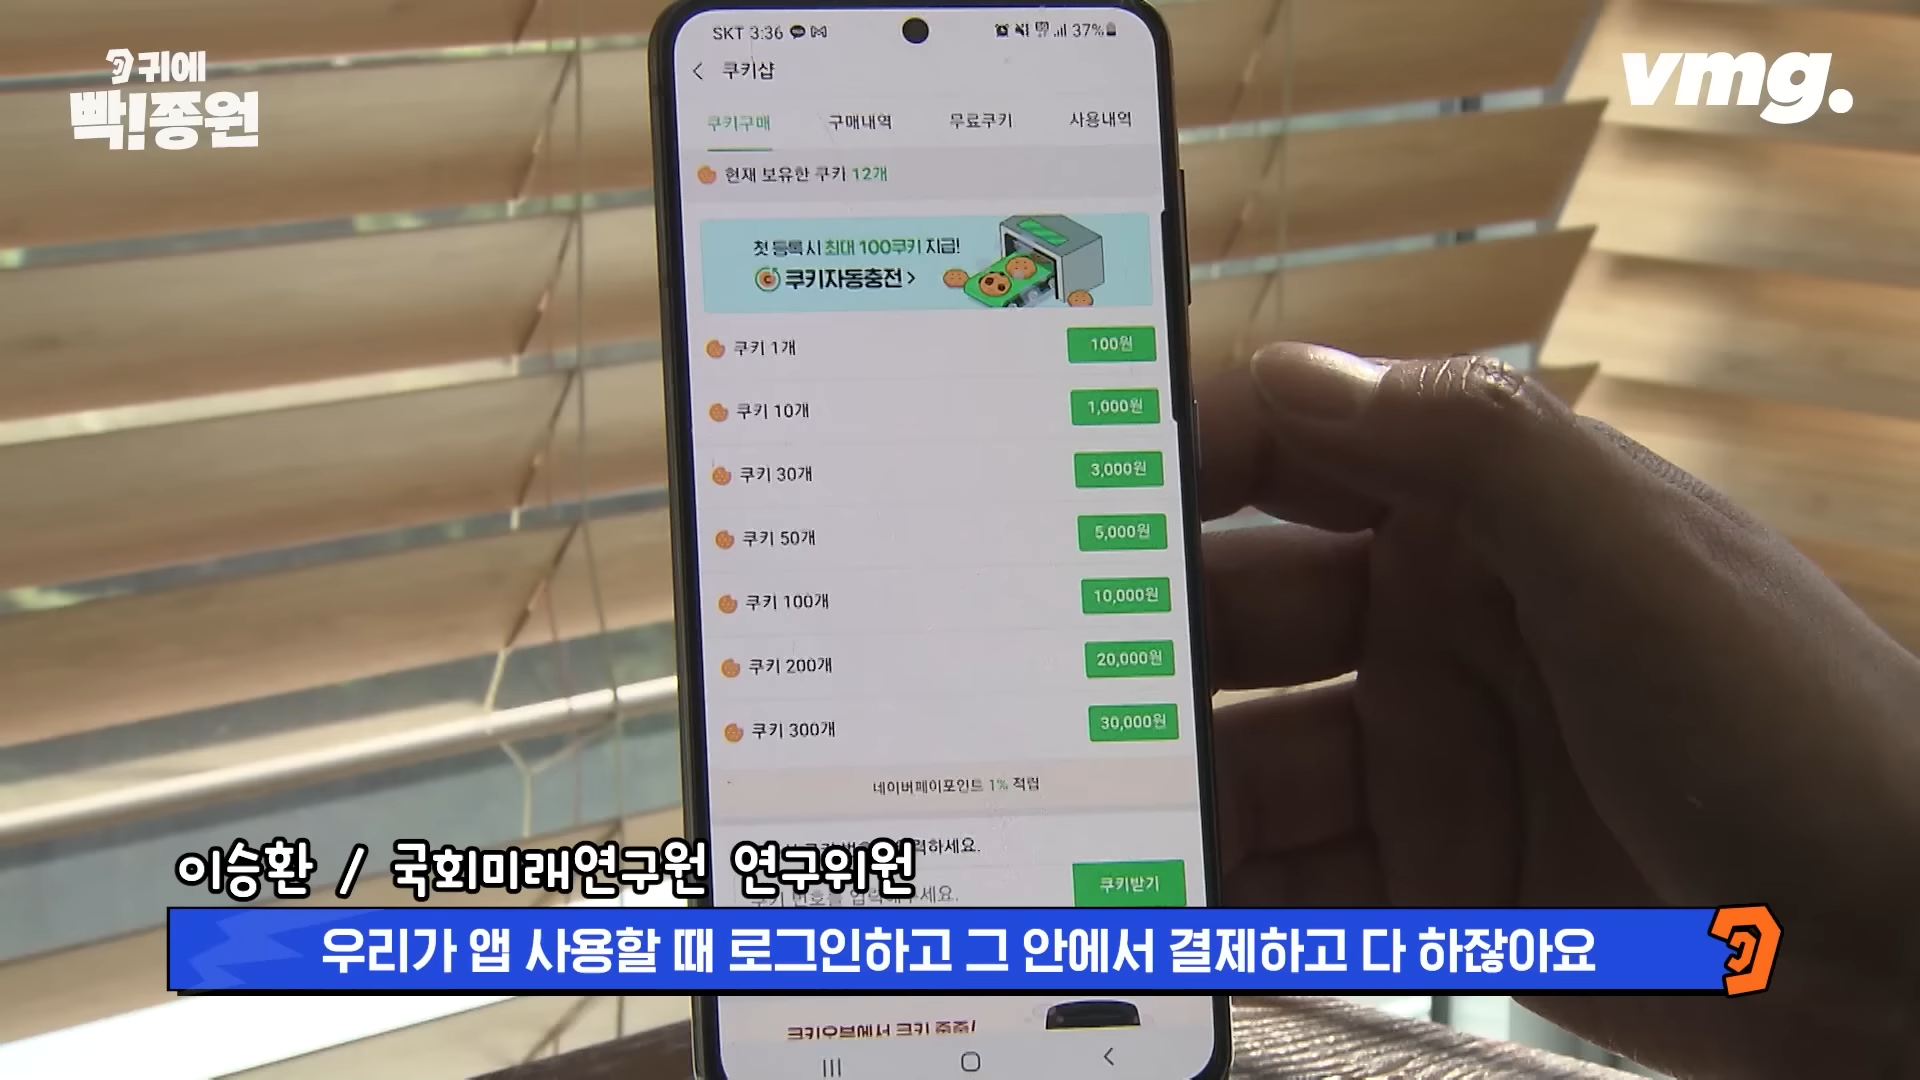 귀에
빡!종원
vmg.
SKT 3:36
37%
쿠키샵
쿠키구매 구매내역 무료쿠키 사용내역
현재 보유한 쿠키 12개
첫 등록 시 최대 100쿠키 지급!
쿠키자동충전 >
쿠키 1개 100원
쿠키 10개 1,000원
쿠키 30개 3,000원
쿠키 50개 5,000원
쿠키 100개 10,000원
쿠키 200개 20,000원
쿠키 300개 30,000원
네이버페이포인트 1% 적립
쿠키받기
이승환 / 국회미래연구원 연구위원
우리가 앱 사용할 때 로그인하고 그 안에서 결제하고 다 하잖아요